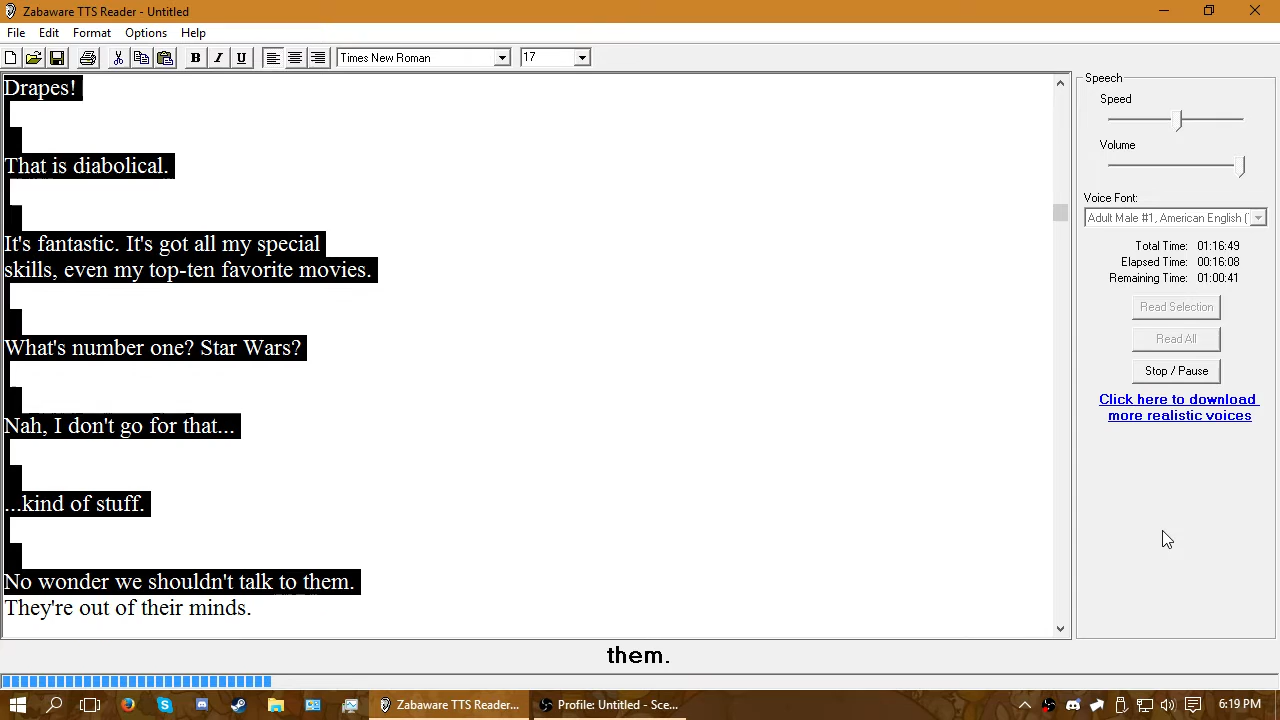 Zabaware TTS Reader - Untitled
File Edit Format Options Help
B I U Times New Roman 17
Drapes!
That is diabolical.
It's fantastic. It's got all my special
skills, even my top-ten favorite movies.
What's number one? Star Wars?
Nah, I don't go for that...
...kind of stuff.
No wonder we shouldn't talk to them.
They're out of their minds.
Speech
Speed
Volume
Voice Font:
Adult Male #1, American English (
Total Time: 01:16:49
Elapsed Time: 00:16:08
Remaining Time: 01:00:41
Read Selection
Read All
Stop / Pause
Click here to download
more realistic voices
them.
Zabaware TTS Reader... Profile: Untitled - Sce... 6:19 PM